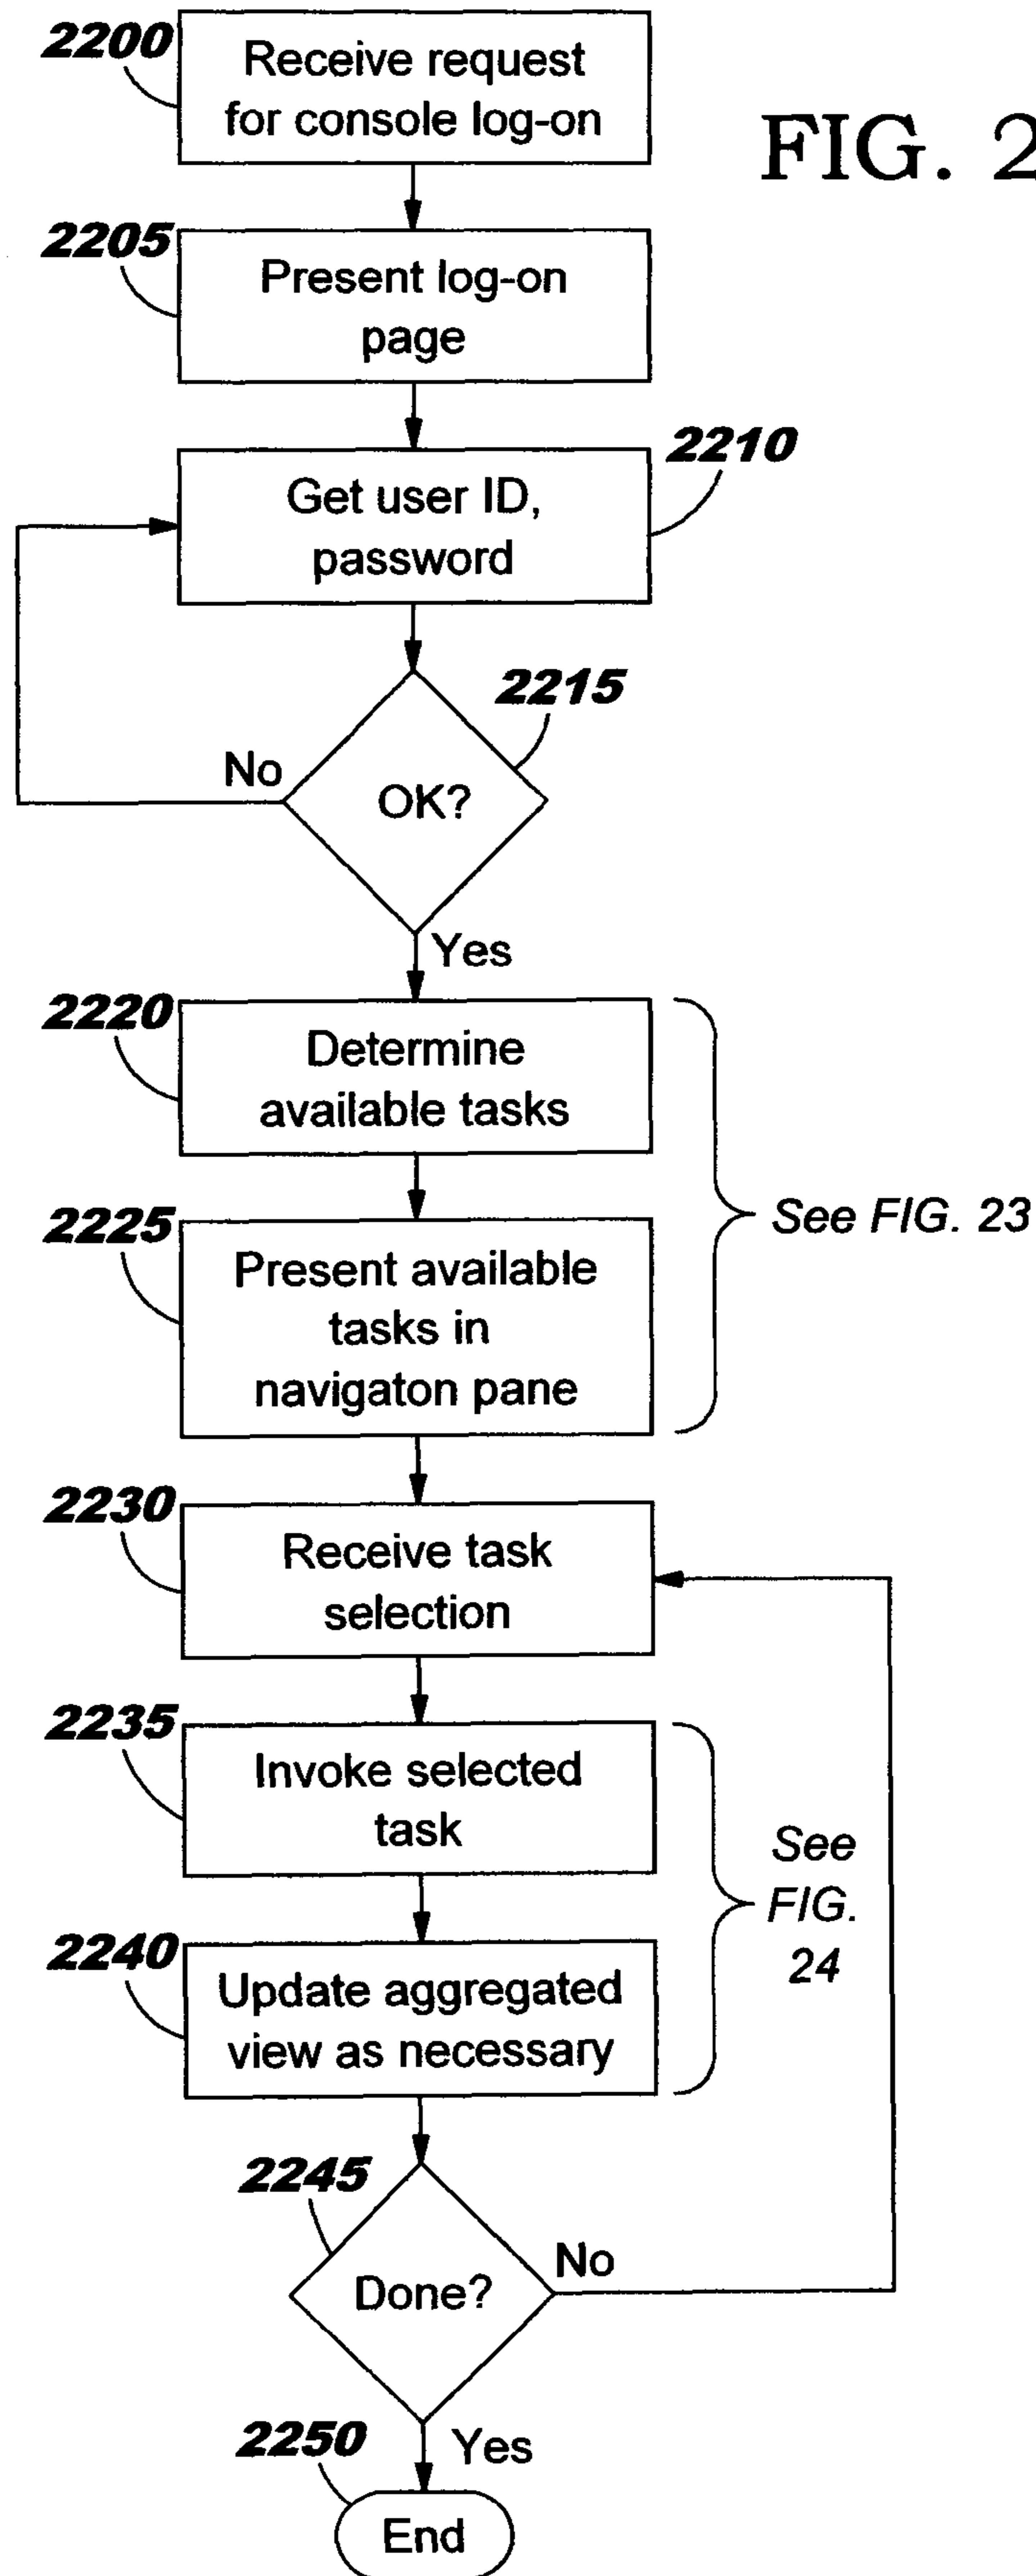 2200
Receive request
for console log-on
FIG. 2
2205
Present log-on
page
2210
Get user ID,
password
2215
No
OK?
Yes
2220
Determine
available tasks
See FIG. 23
2225
Present available
tasks in
navigaton pane
2230
Receive task
selection
2235
Invoke selected
task
See
FIG.
24
2240
Update aggregated
view as necessary
2245
No
Done?
2250
Yes
End